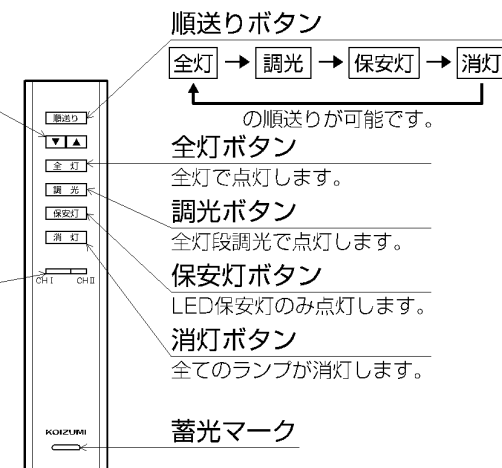 順送りボタン
全灯 → 調光 → 保安灯 → 消灯
の順送りが可能です。
全灯ボタン
全灯で点灯します。
調光ボタン
全灯段調光で点灯します。
保安灯ボタン
LED保安灯のみ点灯します。
消灯ボタン
全てのランプが消灯します。
蓄光マーク
順送り
▼ ▲
全 灯
調 光
保安灯
消 灯
CHⅠ CHⅡ
KOIZUMI